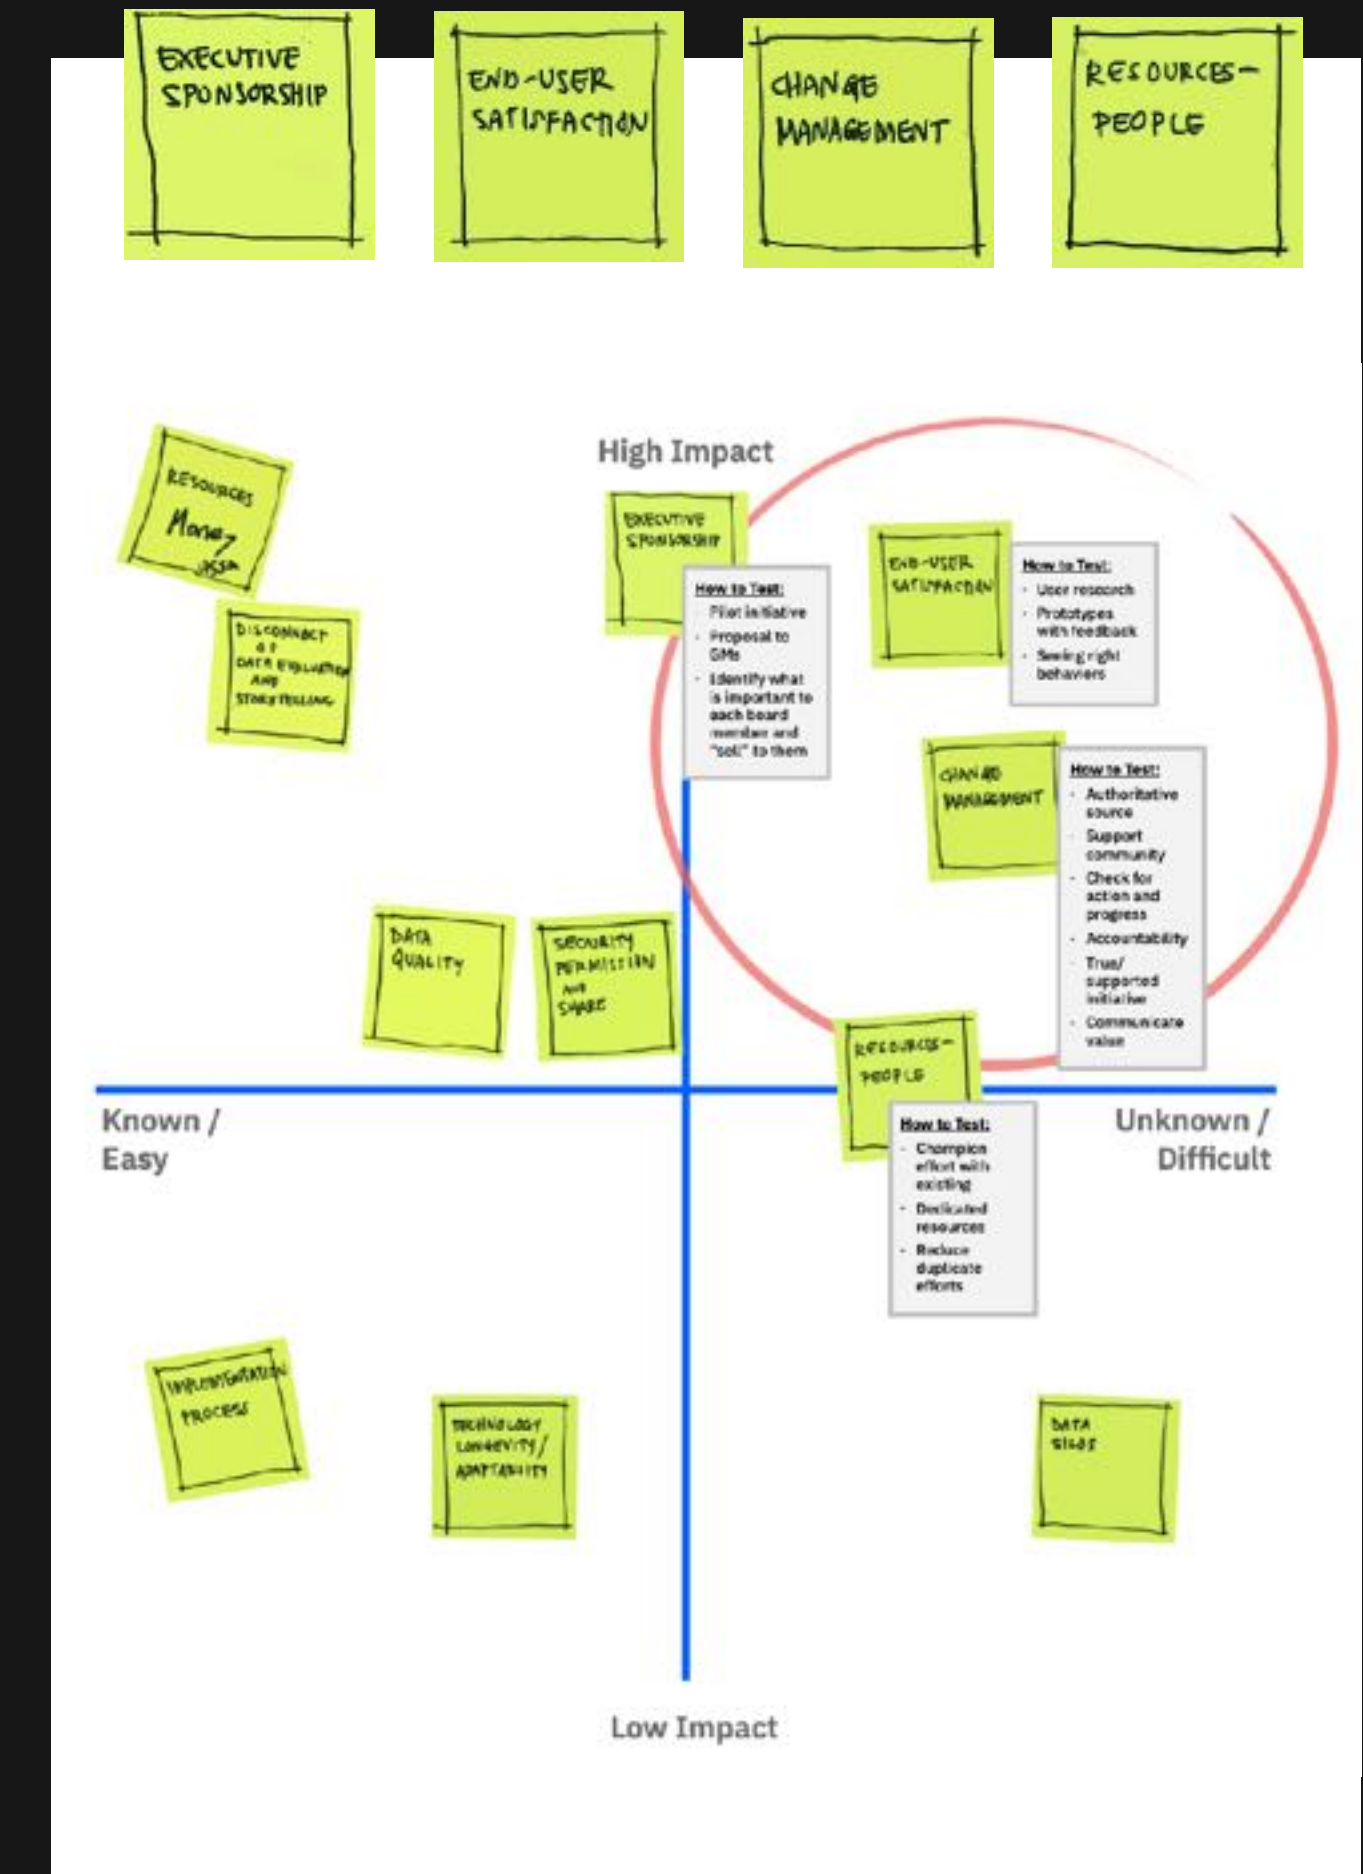 EXECUTIVE
SPONSORSHIP
END-USER
SATISFACTION
CHANGE
MANAGEMENT
RESOURCES-
PEOPLE
High Impact
RESOURCES
Money
EXECUTIVE
SPONSORSHIP
How to Test:
· Pilot initiative
· Proposal to
GMs
· Identify what
is important to
each board
member and
"sell" to them
END-USER
SATISFACTION
How to Test:
· User research
· Prototypes
with feedback
· Seeing right
behaviors
DISCONNECT
OF
DATA EVALUATION
AND
STORYTELLING
CHANGE
MANAGEMENT
How to Test:
· Authoritative
source
· Support
community
· Check for
action and
progress
· Accountability
· True/
supported
initiative
· Communicate
value
DATA
QUALITY
SECURITY
PERMISSION
AND
SHARE
RESOURCES-
PEOPLE
How to Test:
· Champion
effort with
existing
· Dedicated
resources
· Reduce
duplicate
efforts
Known /
Easy
Unknown /
Difficult
IMPLEMENTATION
PROCESS
TECHNOLOGY
LONGEVITY/
ADAPTABILITY
DATA
SILOS
Low Impact